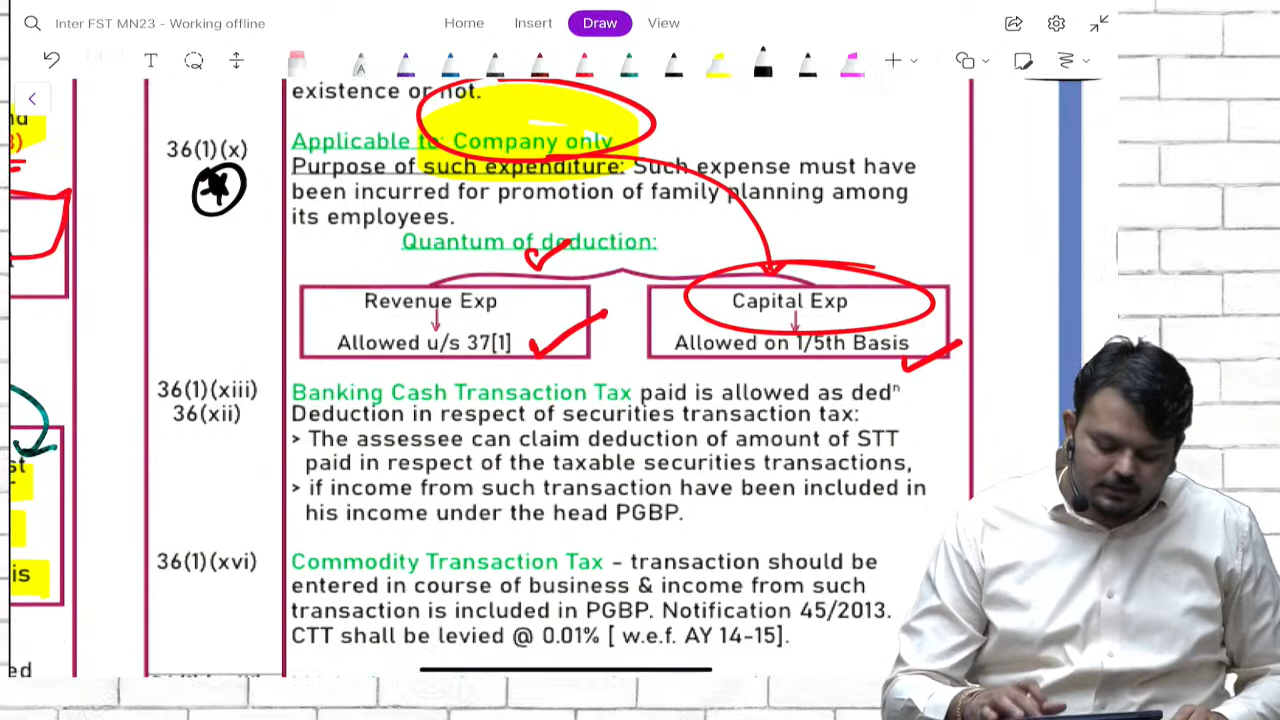 Inter FST MN23 - Working offline
Home Insert Draw View
existence or not.
36(1)(x)
Applicable to: Company only
Purpose of such expenditure: Such expense must have
been incurred for promotion of family planning among
its employees.
Quantum of deduction:
Revenue Exp
Allowed u/s 37[1]
Capital Exp
Allowed on 1/5th Basis
36(1)(xiii)
Banking Cash Transaction Tax paid is allowed as dedⁿ
36(xii)
Deduction in respect of securities transaction tax:
> The assessee can claim deduction of amount of STT
paid in respect of the taxable securities transactions,
> if income from such transaction have been included in
his income under the head PGBP.
36(1)(xvi)
Commodity Transaction Tax – transaction should be
entered in course of business & income from such
transaction is included in PGBP. Notification 45/2013.
CTT shall be levied @ 0.01% [ w.e.f. AY 14-15].